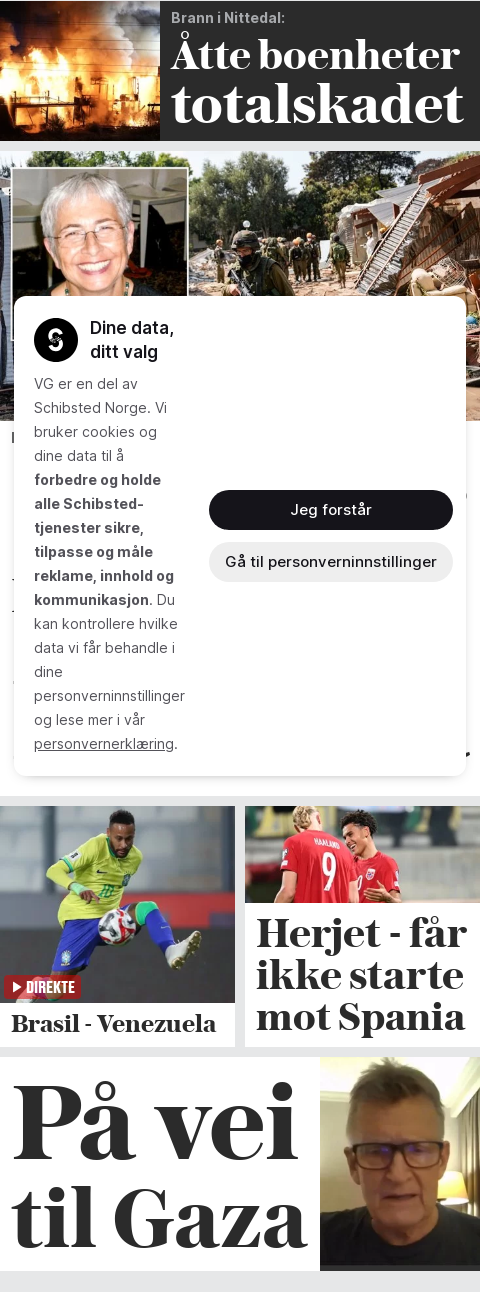 Brann i Nittedal:
Åtte boenheter
totalskadet
Dine data,
ditt valg
VG er en del av
Schibsted Norge. Vi
bruker cookies og
dine data til å
forbedre og holde
alle Schibsted-
tjenester sikre,
tilpasse og måle
reklame, innhold og
kommunikasjon. Du
kan kontrollere hvilke
data vi får behandle i
dine
personverninnstillinger
og lese mer i vår
personvernerklæring.
Jeg forstår
Gå til personverninnstillinger
DIREKTE
Brasil - Venezuela
HAALAND
9
Herjet - får
ikke starte
mot Spania
På vei
til Gaza